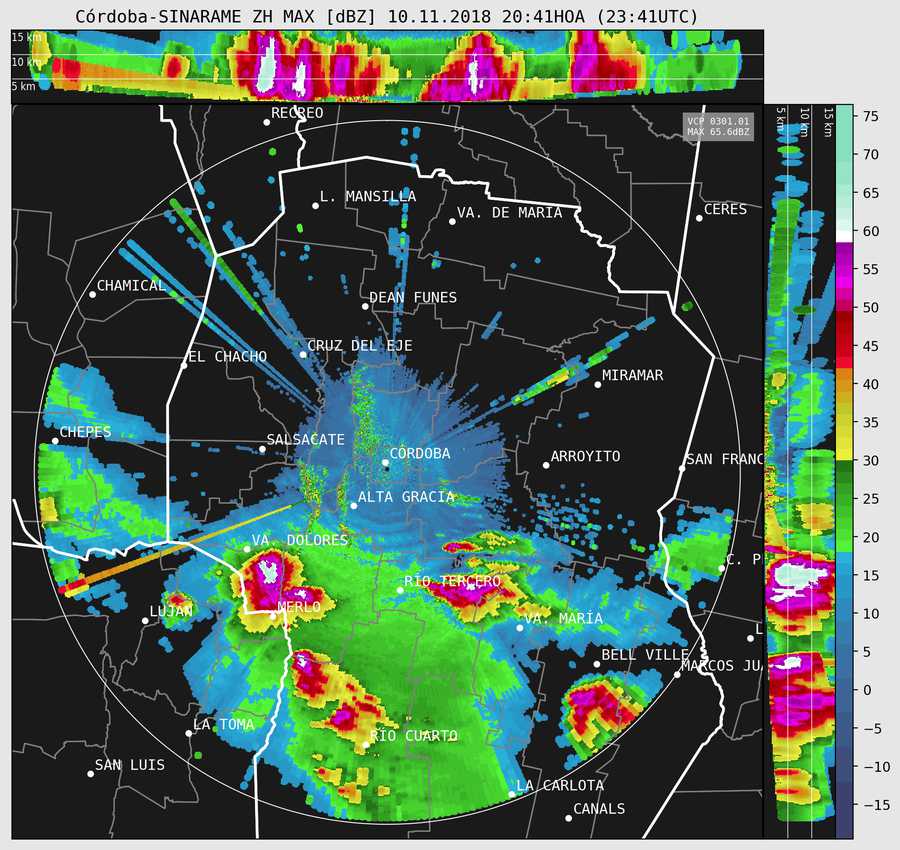 Córdoba-SINARAME ZH MAX [dBZ] 10.11.2018 20:41HOA (23:41UTC)
15 km
10 km
5 km
5 km
10 km
15 km
VCP 0301.01
MAX 65.6dBZ
RECREO
L. MANSILLA
VA. DE MARIA
CERES
CHAMICAL
DEAN FUNES
EL CHACHO
CRUZ DEL EJE
MIRAMAR
CHEPES
SALSACATE
CÓRDOBA
ARROYITO
SAN FRANC
ALTA GRACIA
VA. DOLORES
C. P
RÍO TERCERO
LUJAN
MERLO
VA. MARÍA
L
BELL VILLE
MARCOS JU
LA TOMA
RÍO CUARTO
SAN LUIS
LA CARLOTA
CANALS
75
70
65
60
55
50
45
40
35
30
25
20
15
10
5
0
−5
−10
−15